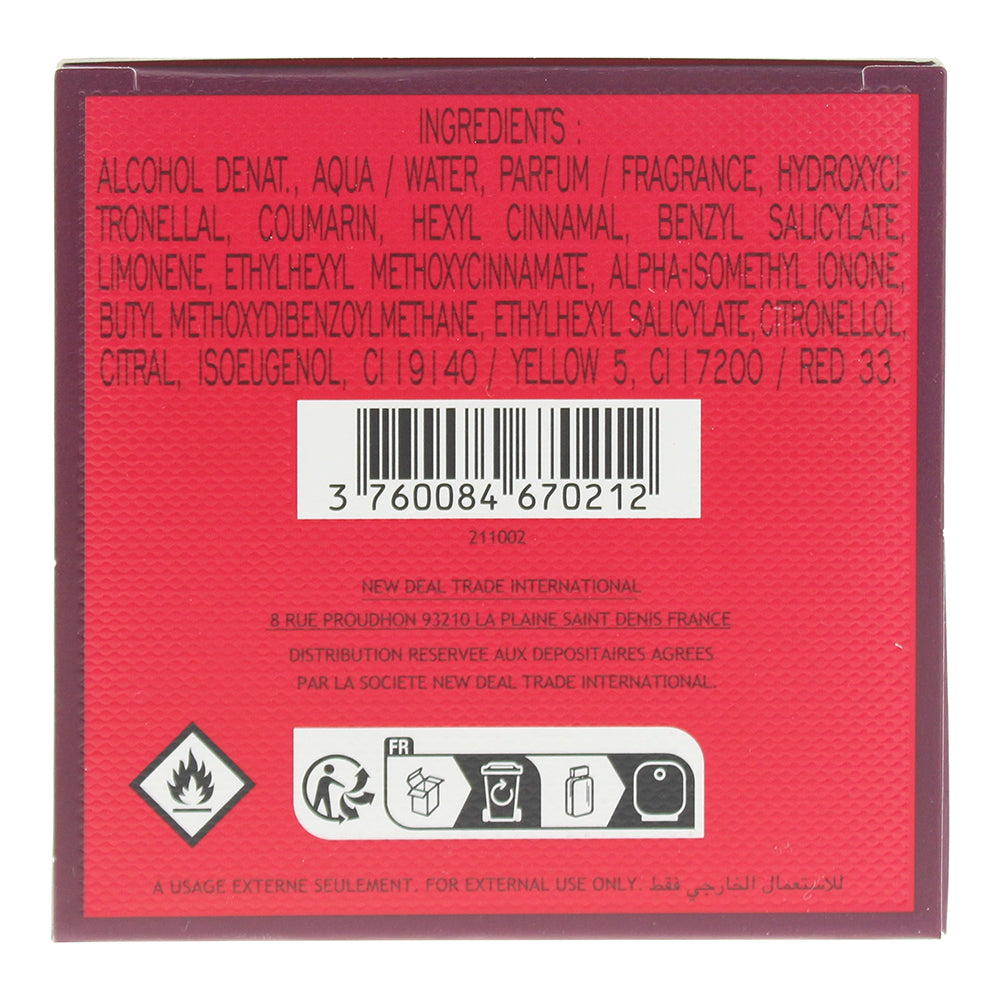 INGREDIENTS :
ALCOHOL DENAT., AQUA / WATER, PARFUM / FRAGRANCE, HYDROXYCI-
TRONELLAL, COUMARIN, HEXYL CINNAMAL, BENZYL SALICYLATE,
LIMONENE, ETHYLHEXYL METHOXYCINNAMATE, ALPHA-ISOMETHYL IONONE,
BUTYL METHOXYDIBENZOYLMETHANE, ETHYLHEXYL SALICYLATE, CITRONELLOL,
CITRAL, ISOEUGENOL, CI 19140 / YELLOW 5, CI 17200 / RED 33.
3 760084 670212
211002
NEW DEAL TRADE INTERNATIONAL
8 RUE PROUDHON 93210 LA PLAINE SAINT DENIS FRANCE
DISTRIBUTION RESERVEE AUX DEPOSITAIRES AGREES
PAR LA SOCIETE NEW DEAL TRADE INTERNATIONAL.
FR
A USAGE EXTERNE SEULEMENT. FOR EXTERNAL USE ONLY. للاستعمال الخارجي فقط